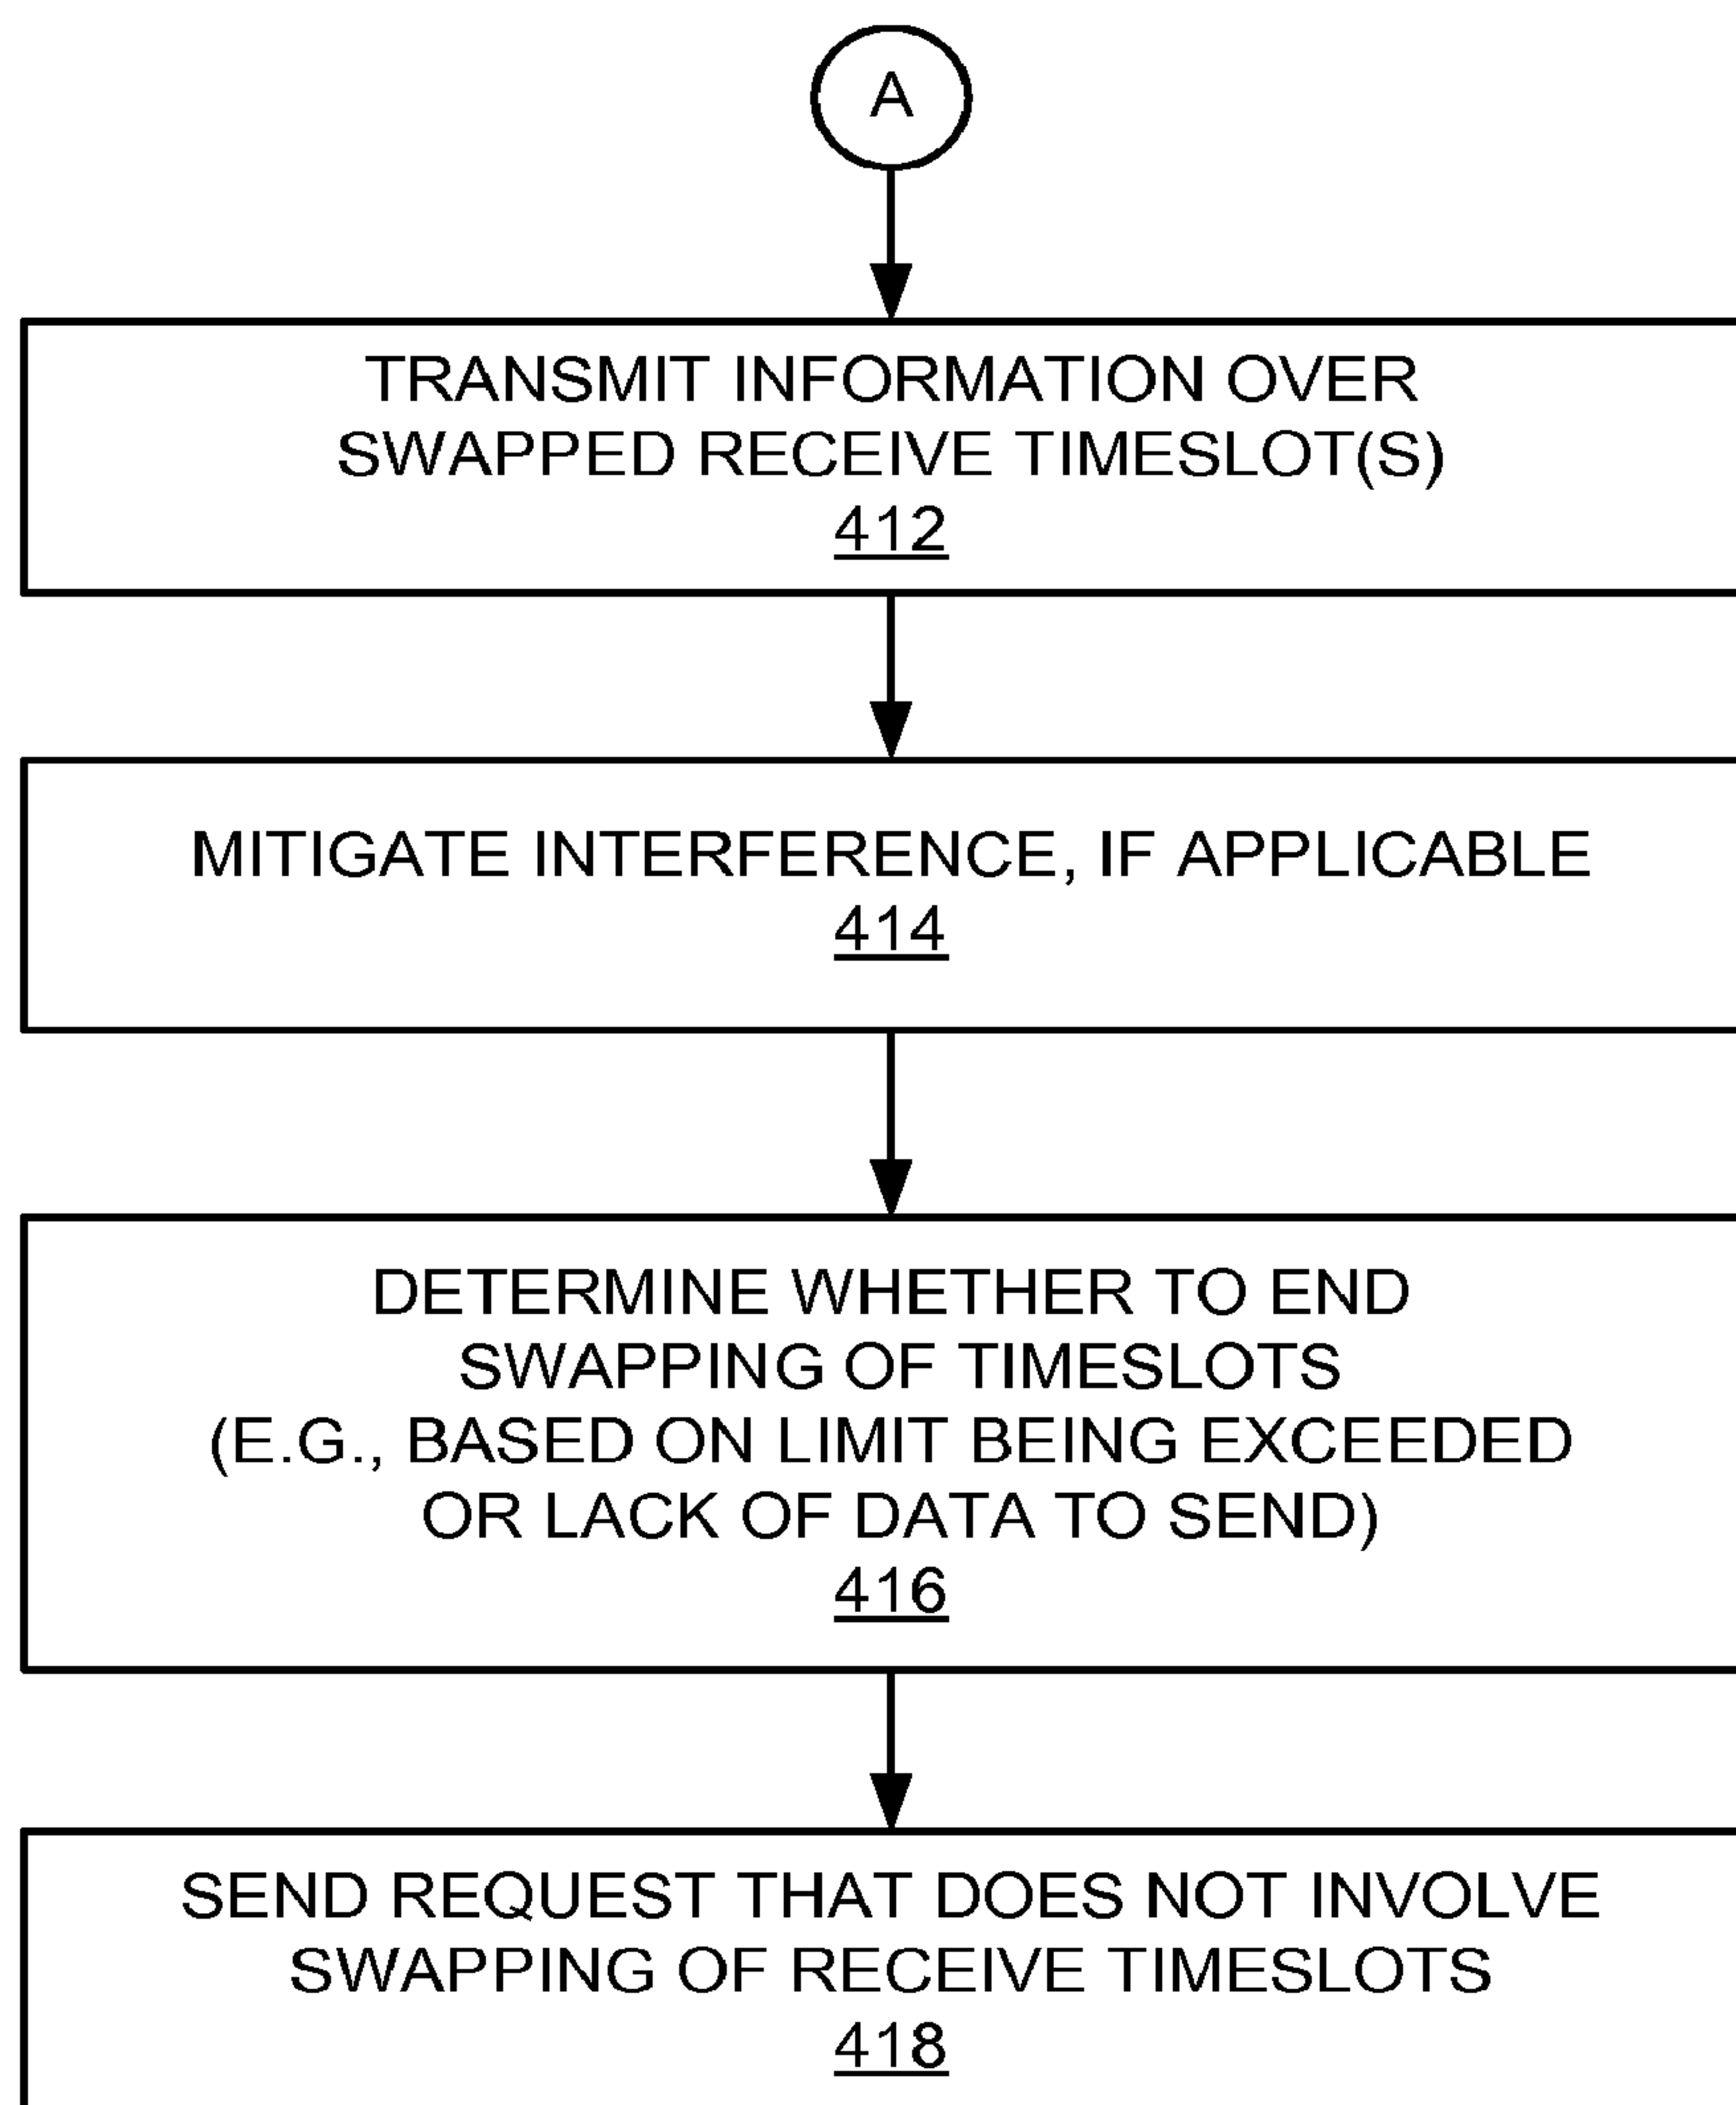 A
TRANSMIT INFORMATION OVER
SWAPPED RECEIVE TIMESLOT(S)
412
MITIGATE INTERFERENCE, IF APPLICABLE
414
DETERMINE WHETHER TO END
SWAPPING OF TIMESLOTS
(E.G., BASED ON LIMIT BEING EXCEEDED
OR LACK OF DATA TO SEND)
416
SEND REQUEST THAT DOES NOT INVOLVE
SWAPPING OF RECEIVE TIMESLOTS
418